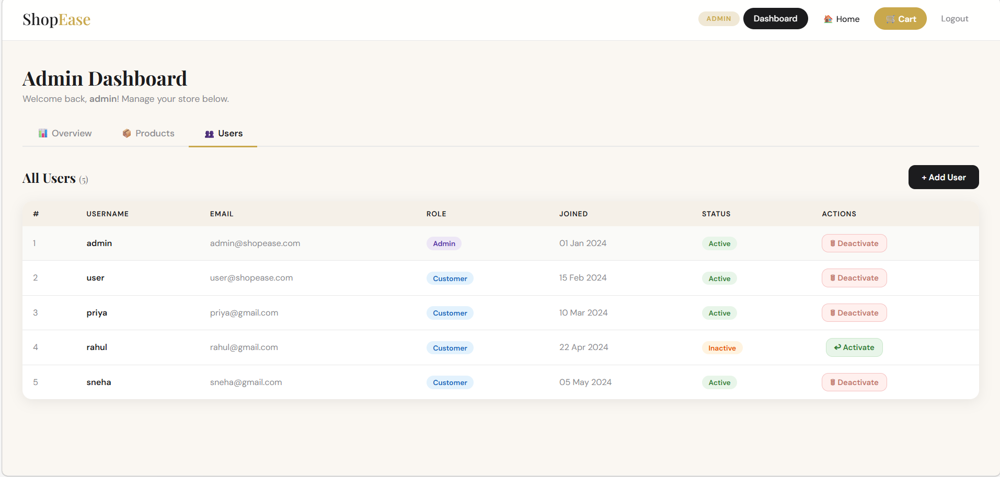 ShopEase ADMIN Dashboard Home Cart Logout
Admin Dashboard
Welcome back, admin! Manage your store below.
Overview Products Users
All Users (5) + Add User
# USERNAME EMAIL ROLE JOINED STATUS ACTIONS
1 admin admin@shopease.com Admin 01 Jan 2024 Active Deactivate
2 user user@shopease.com Customer 15 Feb 2024 Active Deactivate
3 priya priya@gmail.com Customer 10 Mar 2024 Active Deactivate
4 rahul rahul@gmail.com Customer 22 Apr 2024 Inactive Activate
5 sneha sneha@gmail.com Customer 05 May 2024 Active Deactivate